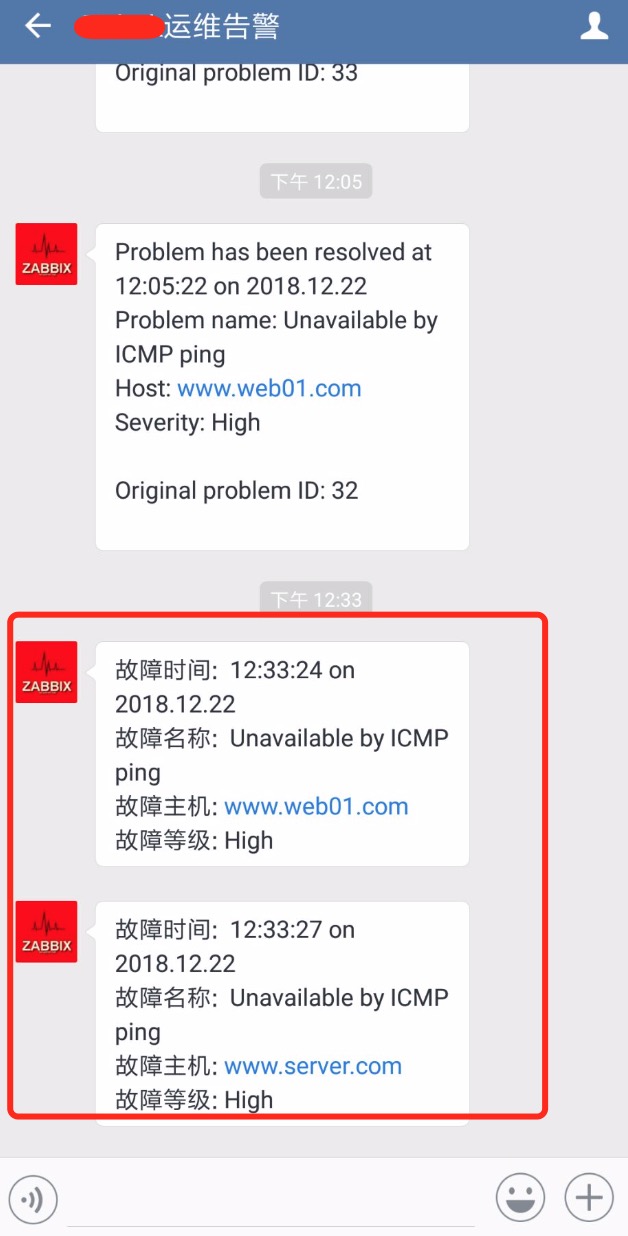 运维告警
Original problem ID: 33
下午 12:05
ZABBIX
Problem has been resolved at
12:05:22 on 2018.12.22
Problem name: Unavailable by
ICMP ping
Host: www.web01.com
Severity: High
Original problem ID: 32
下午 12:33
ZABBIX
故障时间: 12:33:24 on
2018.12.22
故障名称: Unavailable by ICMP
ping
故障主机: www.web01.com
故障等级: High
ZABBIX
故障时间: 12:33:27 on
2018.12.22
故障名称: Unavailable by ICMP
ping
故障主机: www.server.com
故障等级: High